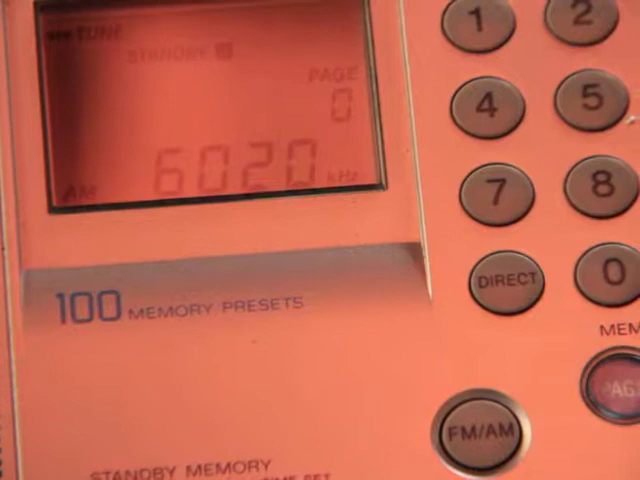 TUNE
STANDBY
PAGE
0
AM 6020 kHz
1 2
4 5
7 8
DIRECT 0
100 MEMORY PRESETS
FM/AM
STANDBY MEMORY